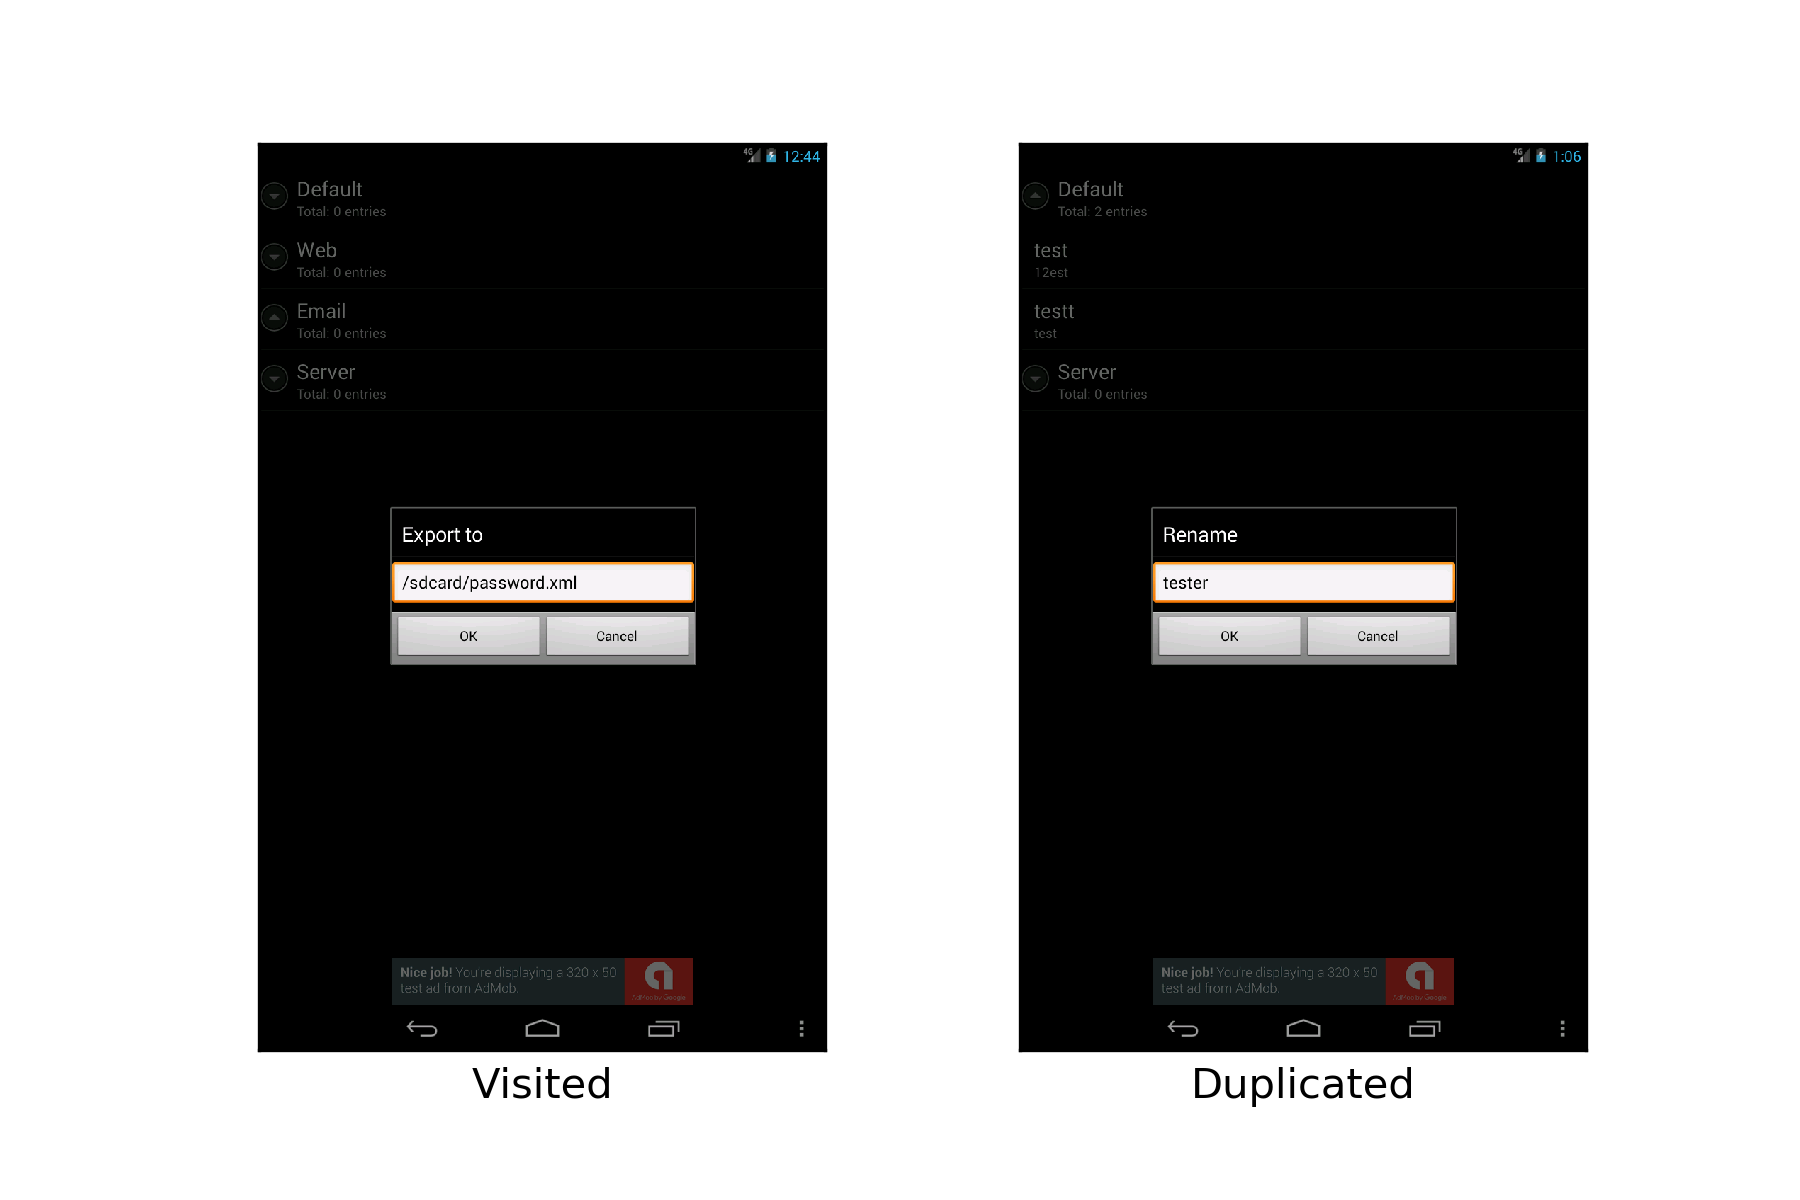 4G 12:44
Default
Total: 0 entries
Web
Total: 0 entries
Email
Total: 0 entries
Server
Total: 0 entries
Export to
/sdcard/password.xml
OK Cancel
Nice job! You're displaying a 320 x 50
test ad from AdMob.
AdMob by Google
Visited
4G 1:06
Default
Total: 2 entries
test
12est
testt
test
Server
Total: 0 entries
Rename
tester
OK Cancel
Nice job! You're displaying a 320 x 50
test ad from AdMob.
AdMob by Google
Duplicated